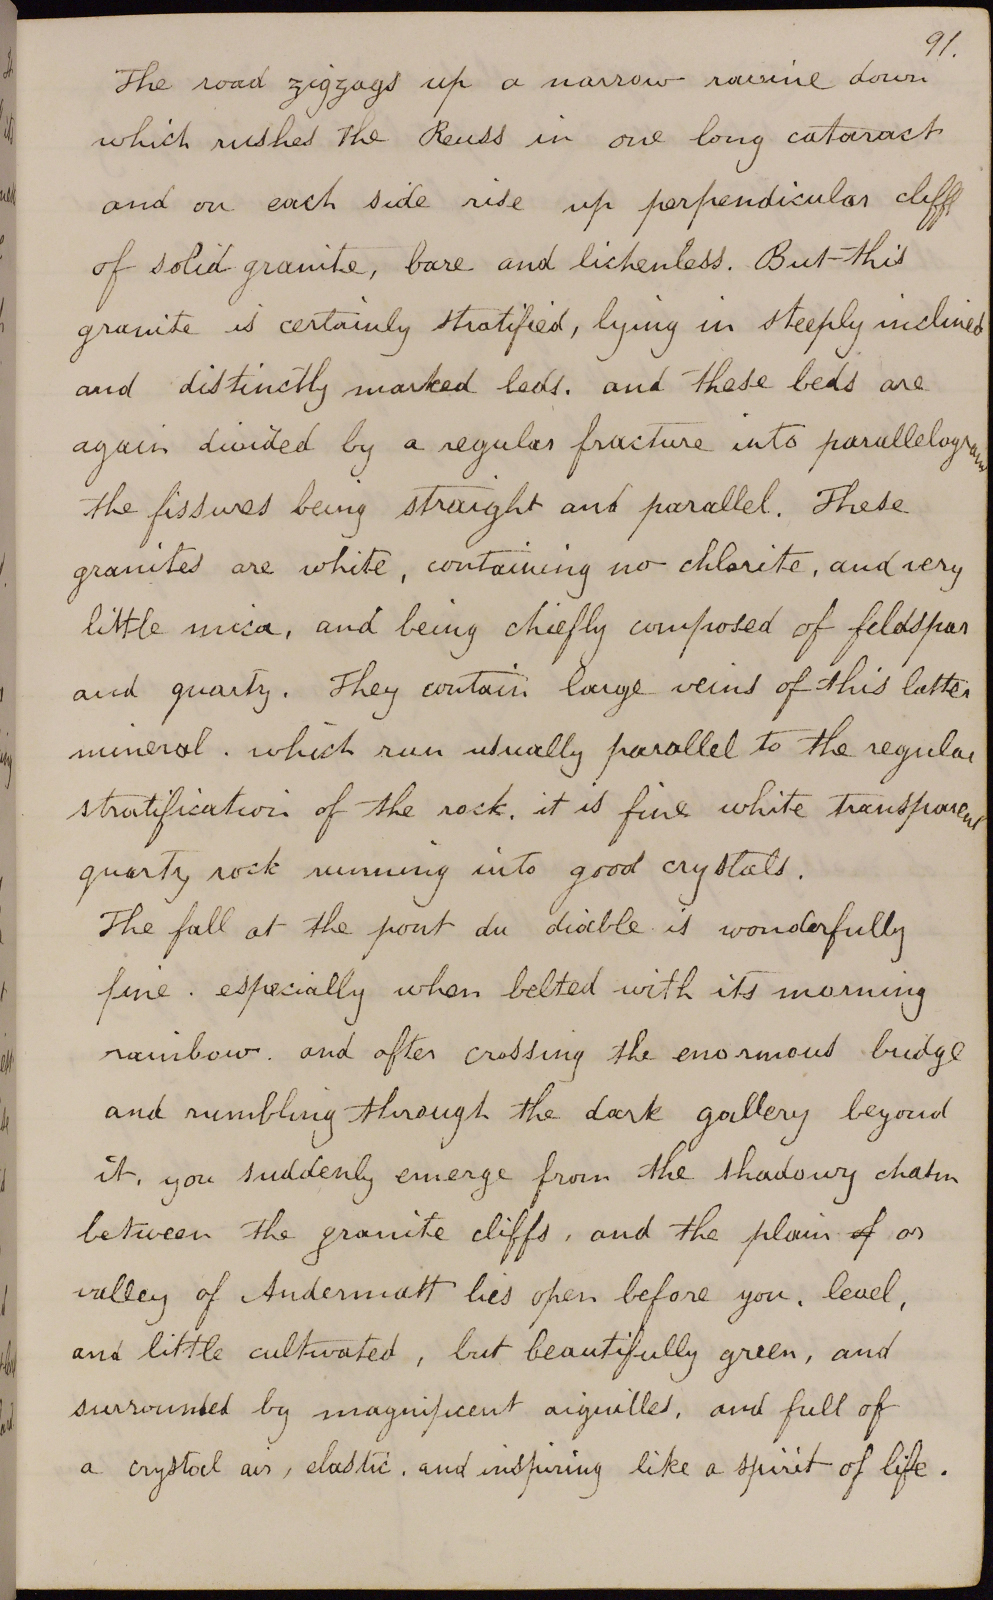 91.
The road zigzags up a narrow ravine down
which rushes the Reuss in one long cataract
and on each side rise up perpendicular cliffs
of solid granite, bare and lichenless. But this
granite is certainly stratified, lying in steeply inclined
and distinctly marked beds. and these beds are
again divided by a regular fracture into parallelograms
the fissures being straight and parallel. These
granites are white, containing no chlorite, and very
little mica, and being chiefly composed of feldspar
and quartz. They contain large veins of this latter
mineral. which run usually parallel to the regular
stratification of the rock. it is fine white transparent
quartz rock running into good crystals.
The fall at the pont du diable is wonderfully
fine. especially when belted with its morning
rainbow. and after crossing the enormous bridge
and rumbling through the dark gallery beyond
it, you suddenly emerge from the shadowy chasm
between the granite cliffs, and the plain of or
valley of Andermatt lies open before you, level,
and little cultivated, but beautifully green, and
surrounded by magnificent aiguilles, and full of
a crystal air, elastic, and inspiring like a spirit of life.